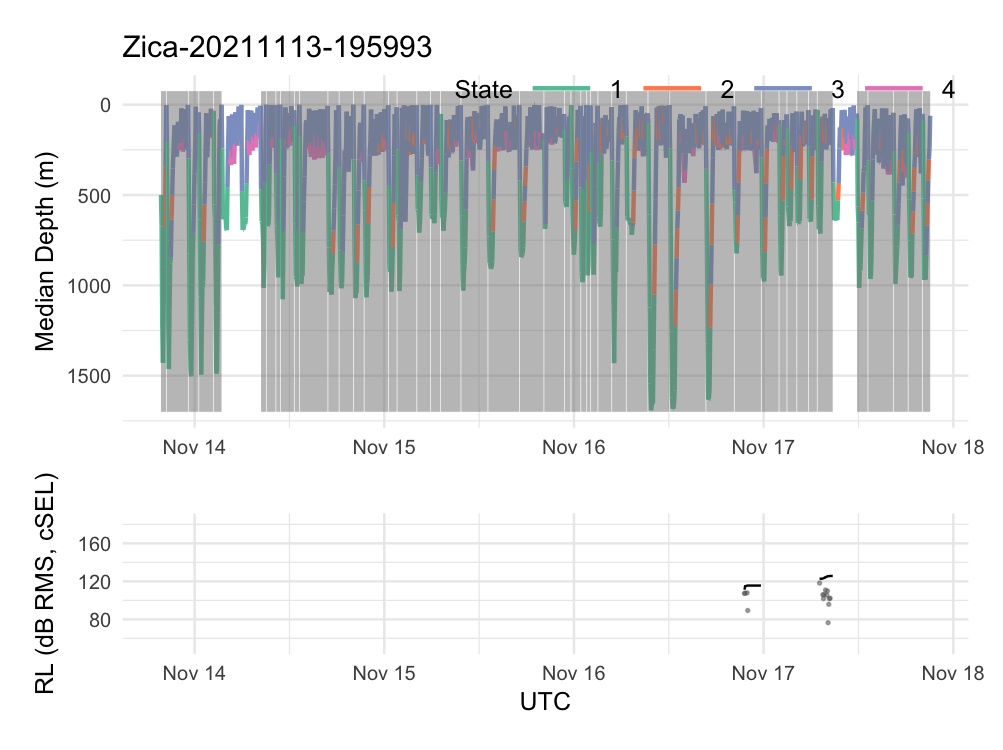 Zica-20211113-195993
State 1 2 3 4
Median Depth (m)
0
500
1000
1500
Nov 14 Nov 15 Nov 16 Nov 17 Nov 18
RL (dB RMS, cSEL)
160
120
80
Nov 14 Nov 15 Nov 16 Nov 17 Nov 18
UTC